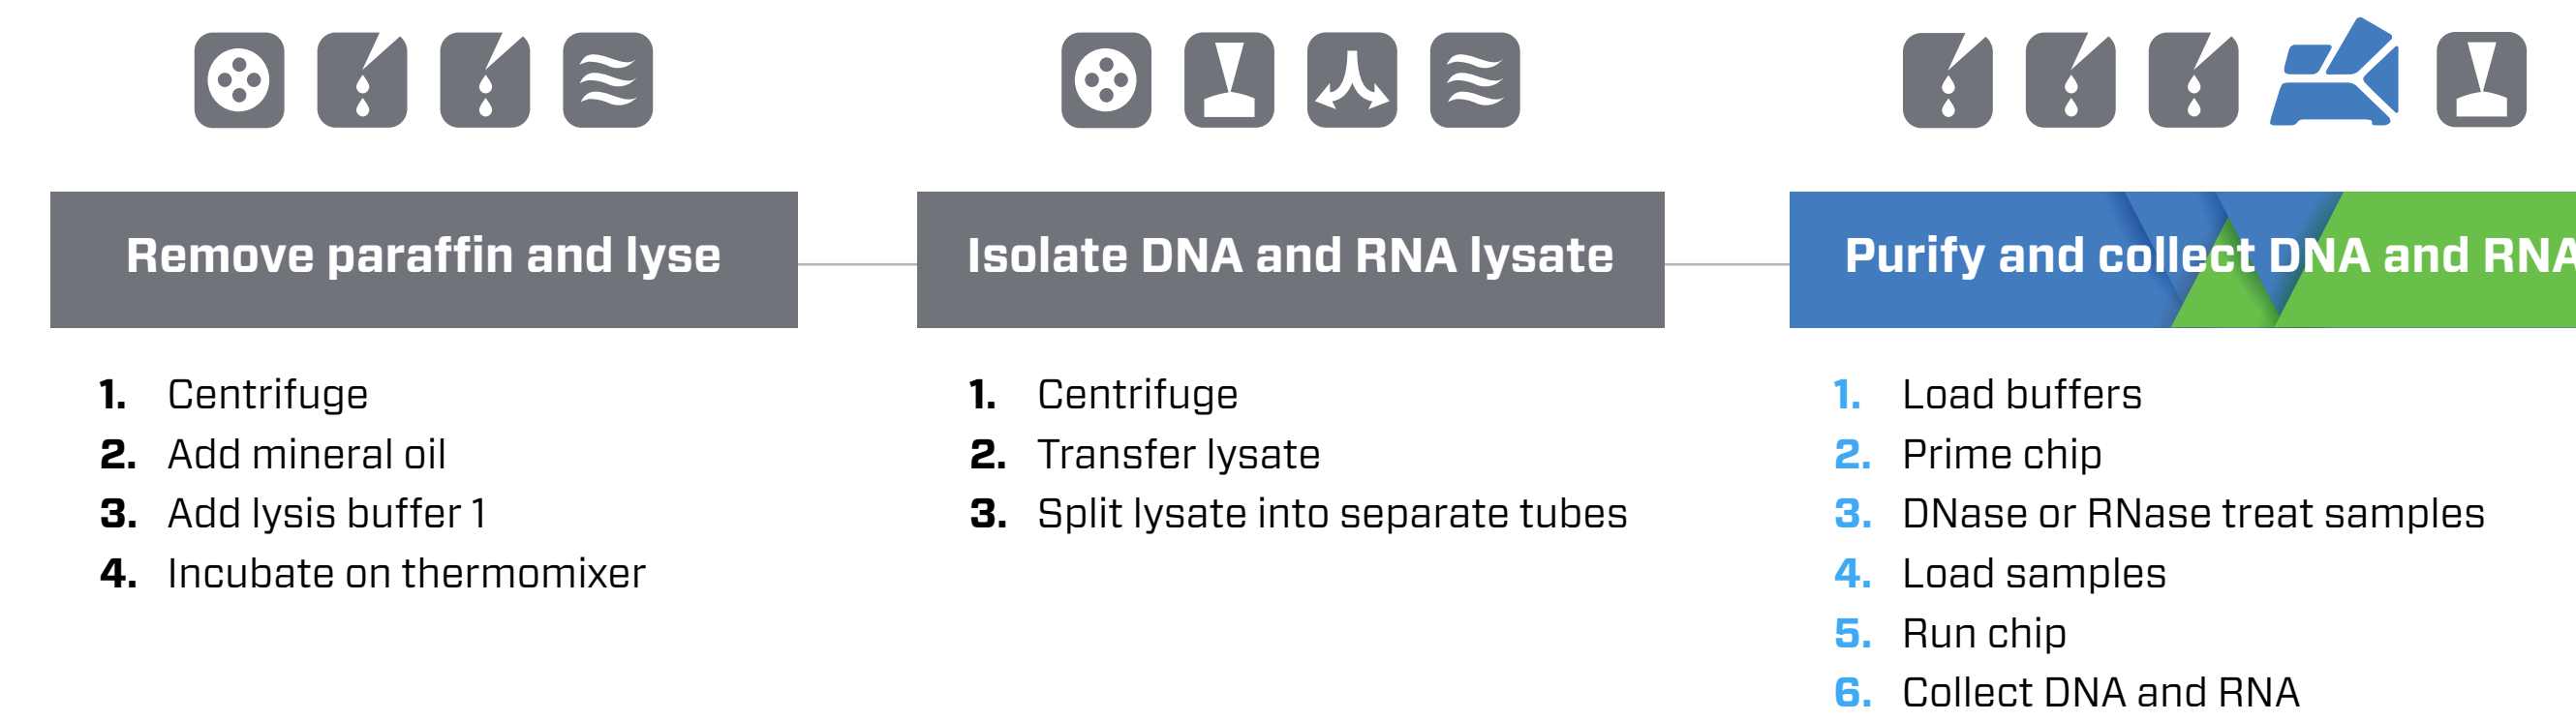 Remove paraffin and lyse
1. Centrifuge
2. Add mineral oil
3. Add lysis buffer 1
4. Incubate on thermomixer
Isolate DNA and RNA lysate
1. Centrifuge
2. Transfer lysate
3. Split lysate into separate tubes
Purify and collect DNA and RNA
1. Load buffers
2. Prime chip
3. DNase or RNase treat samples
4. Load samples
5. Run chip
6. Collect DNA and RNA